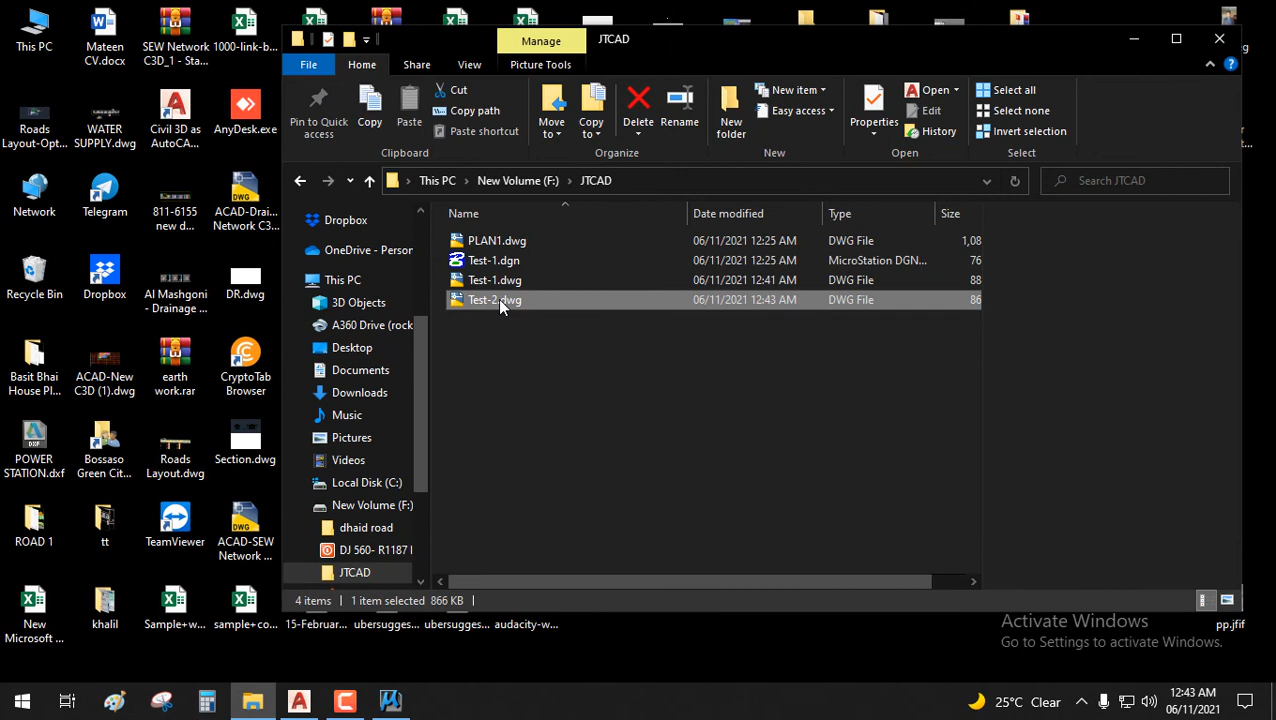 This PC
Mateen
CV.docx
SEW Network
C3D_1 - Sta...
1000-link-b...
Roads
Layout-Opt...
WATER
SUPPLY.dwg
Civil 3D as
AutoCA...
AnyDesk.exe
Network
Telegram
811-6155
new d...
ACAD-Drai...
Network C3...
Recycle Bin
Dropbox
Al Mashgoni
- Drainage ...
DR.dwg
Basit Bhai
House Pl...
ACAD-New
C3D (1).dwg
earth
work.rar
CryptoTab
Browser
DXF
POWER
STATION.dxf
Bossaso
Green Cit...
Roads
Layout.dwg
Section.dwg
ROAD 1
tt
TeamViewer
ACAD-SEW
Network ...
New
Microsoft ...
khalil
Sample+w...
sample+co...
15-Februar...
ubersugges...
ubersugges...
audacity-w...
pp.jfif
Manage
JTCAD
File
Home
Share
View
Picture Tools
Pin to Quick
access
Copy
Paste
Cut
Copy path
Paste shortcut
Clipboard
Move
to
Copy
to
Delete
Rename
Organize
New
folder
New item
Easy access
New
Properties
Open
Edit
History
Open
Select all
Select none
Invert selection
Select
This PC > New Volume (F:) > JTCAD
Search JTCAD
Dropbox
OneDrive - Person
This PC
3D Objects
A360 Drive (rock
Desktop
Documents
Downloads
Music
Pictures
Videos
Local Disk (C:)
New Volume (F:)
dhaid road
DJ 560- R1187 I
JTCAD
Name Date modified Type Size
PLAN1.dwg 06/11/2021 12:25 AM DWG File 1,08
Test-1.dgn 06/11/2021 12:25 AM MicroStation DGN... 76
Test-1.dwg 06/11/2021 12:41 AM DWG File 88
Test-2.dwg 06/11/2021 12:43 AM DWG File 86
4 items 1 item selected 866 KB
Activate Windows
Go to Settings to activate Windows.
25°C Clear
12:43 AM
06/11/2021